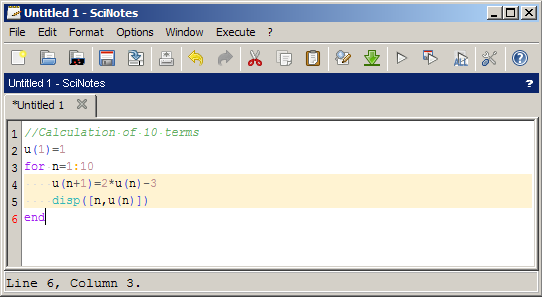 Untitled 1 - SciNotes
File Edit Format Options Window Execute ?
Untitled 1 - SciNotes ?
*Untitled 1
1 //Calculation of 10 terms
2 u(1)=1
3 for n=1:10
4 u(n+1)=2*u(n)-3
5 disp([n,u(n)])
6 end
Line 6, Column 3.